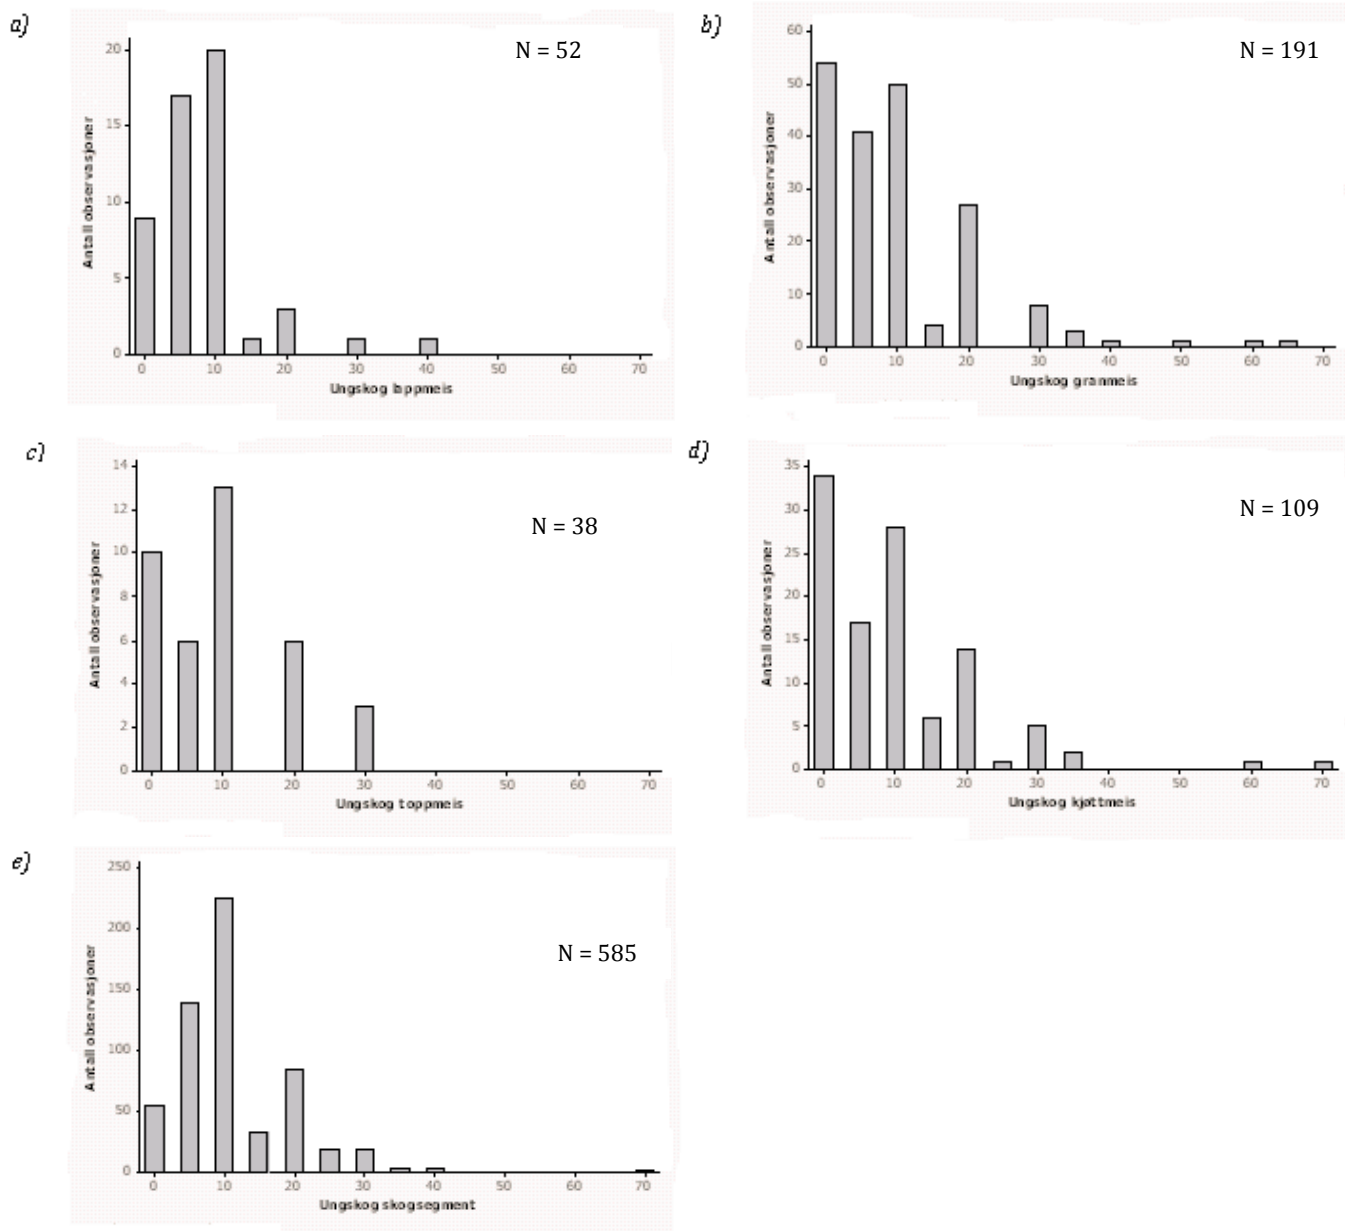 a)
N = 52
20
15
10
5
0
Antall observasjoner
0 10 20 30 40 50 60 70
Ungskog lappmeis
b)
N = 191
60
50
40
30
20
10
0
Antall observasjoner
0 10 20 30 40 50 60 70
Ungskog granmeis
c)
N = 38
14
12
10
8
6
4
2
0
Antall observasjoner
0 10 20 30 40 50 60 70
Ungskog toppmeis
d)
N = 109
35
30
25
20
15
10
5
0
Antall observasjoner
0 10 20 30 40 50 60 70
Ungskog kjøttmeis
e)
N = 585
250
200
150
100
50
0
Antall observasjoner
0 10 20 30 40 50 60 70
Ungskog skogsegment